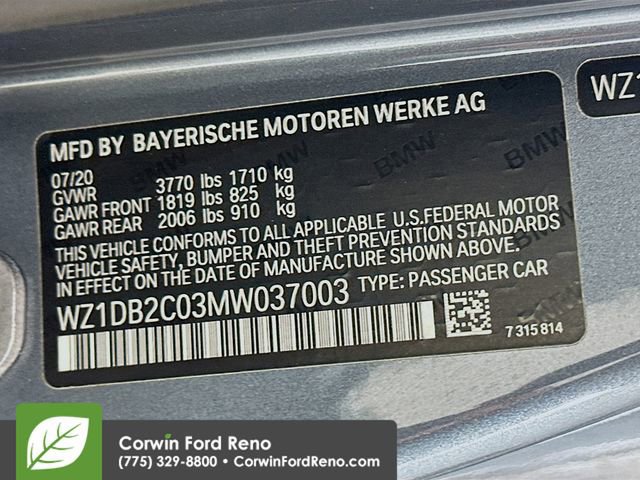 MFD BY BAYERISCHE MOTOREN WERKE AG
07/20
GVWR 3770 lbs 1710 kg
GAWR FRONT 1819 lbs 825 kg
GAWR REAR 2006 lbs 910 kg
THIS VEHICLE CONFORMS TO ALL APPLICABLE U.S.FEDERAL MOTOR
VEHICLE SAFETY, BUMPER AND THEFT PREVENTION STANDARDS
IN EFFECT ON THE DATE OF MANUFACTURE SHOWN ABOVE.
WZ1DB2C03MW037003 TYPE: PASSENGER CAR
7315814
WZ1
BMW
BMW
Corwin Ford Reno
(775) 329-8800 • CorwinFordReno.com